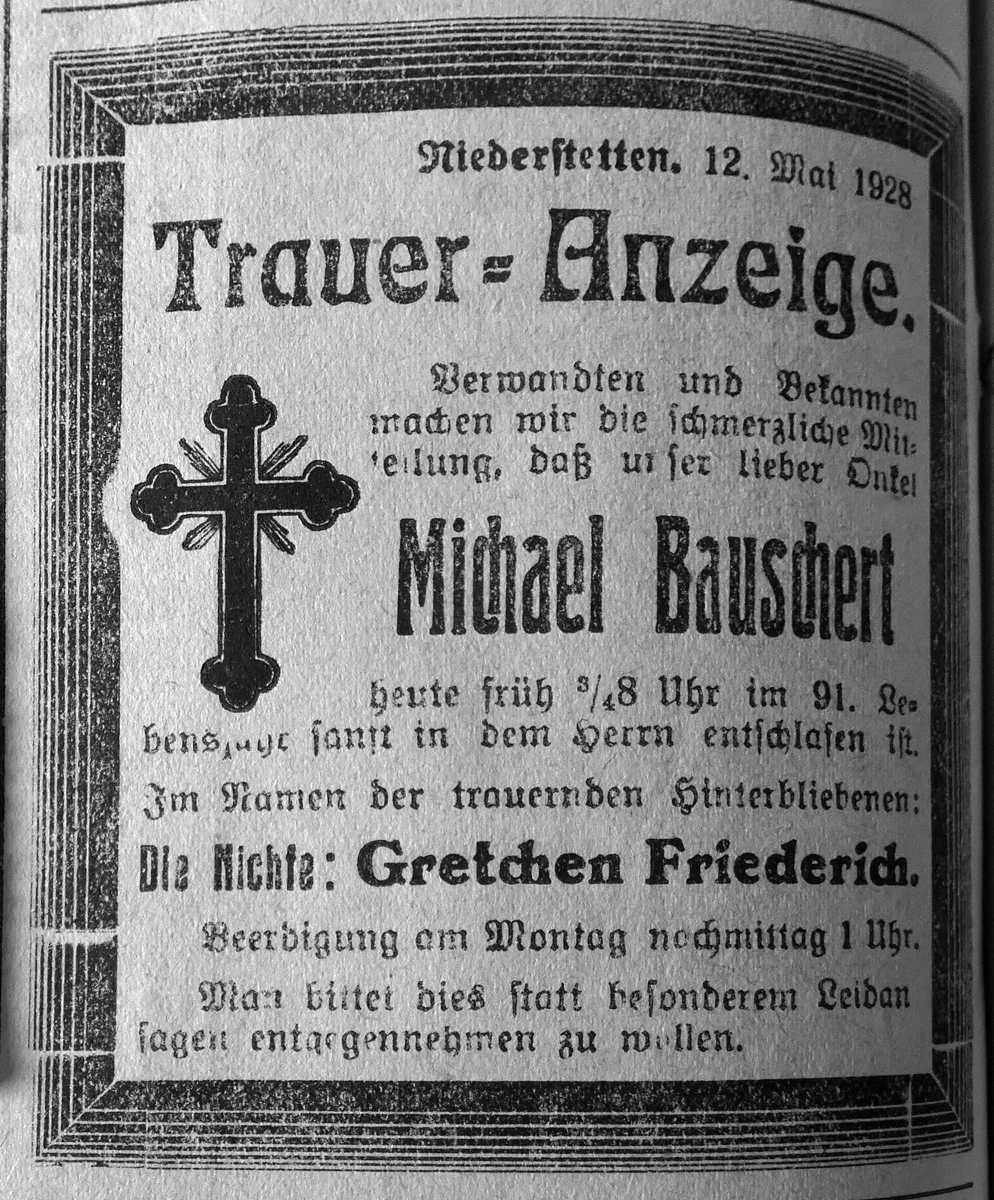 Niederstetten. 12. Mai 1928
Trauer-Anzeige.
Verwandten und Bekannten
machen wir die schmerzliche Mit-
teilung, daß unser lieber Onkel
Michael Bauschert
heute früh ³/₄8 Uhr im 91. Le-
bensjahr sanft in dem Herrn entschlafen ist.
Im Namen der trauernden Hinterbliebenen:
Die Nichte: Gretchen Friederich.
Beerdigung am Montag nachmittag 1 Uhr.
Man bittet dies statt besonderem Leidan
sagen entgegennehmen zu wollen.